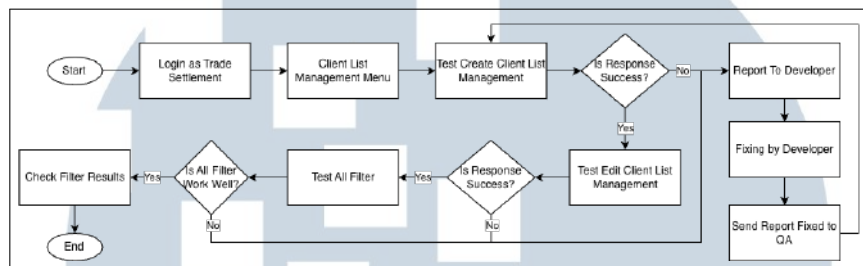 Start
Login as Trade
Settlement
Client List
Management Menu
Test Create Client List
Management
Is Response
Success?
No
Report To Developer
Yes
Fixing by Developer
Send Report Fixed to
QA
Test Edit Client List
Management
Is Response
Success?
No
Yes
Test All Filter
Is All Filter
Work Well?
No
Yes
Check Filter Results
End